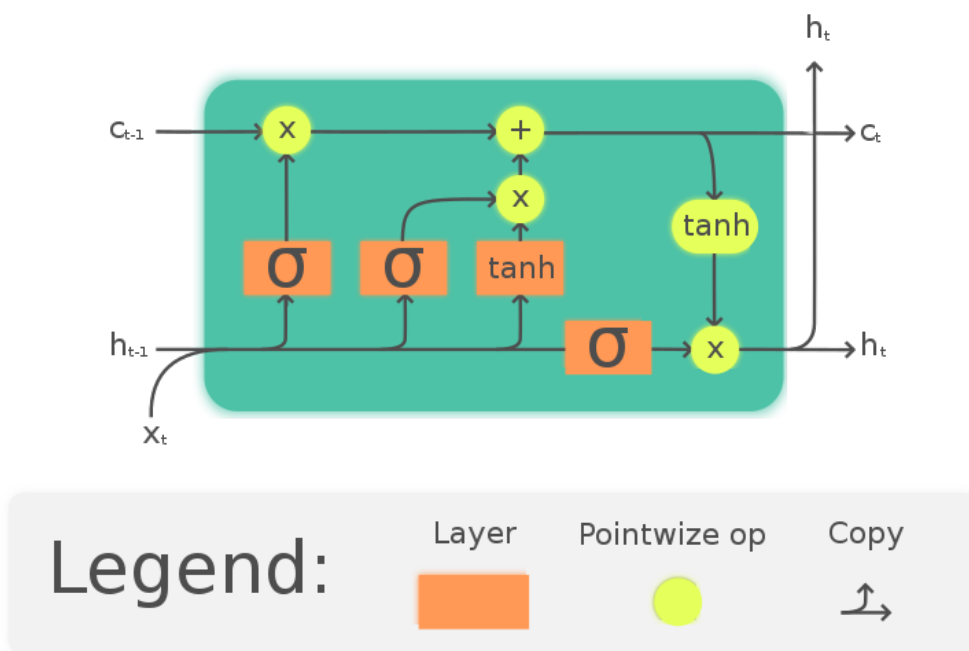 hₜ
cₜ₋₁
x
+
cₜ
x
tanh
σ
σ
tanh
hₜ₋₁
σ
x
hₜ
xₜ
Legend:
Layer
Pointwize op
Copy